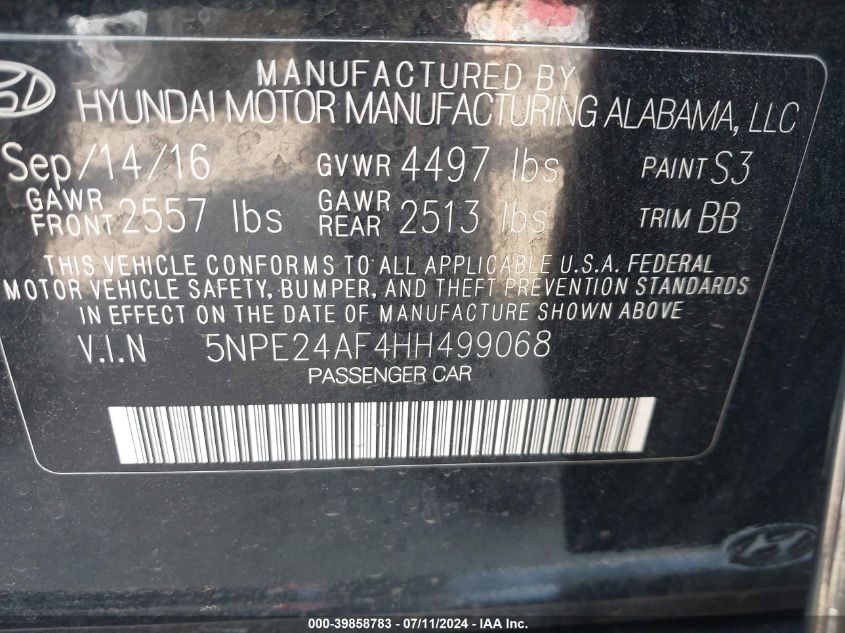 MANUFACTURED BY
HYUNDAI MOTOR MANUFACTURING ALABAMA, LLC
Sep/14/16 GVWR 4497 lbs PAINT S3
GAWR FRONT 2557 lbs GAWR REAR 2513 lbs TRIM BB
THIS VEHICLE CONFORMS TO ALL APPLICABLE U.S.A. FEDERAL
MOTOR VEHICLE SAFETY, BUMPER, AND THEFT PREVENTION STANDARDS
IN EFFECT ON THE DATE OF MANUFACTURE SHOWN ABOVE
V.I.N 5NPE24AF4HH499068
PASSENGER CAR
000-39858783 - 07/11/2024 - IAA Inc.